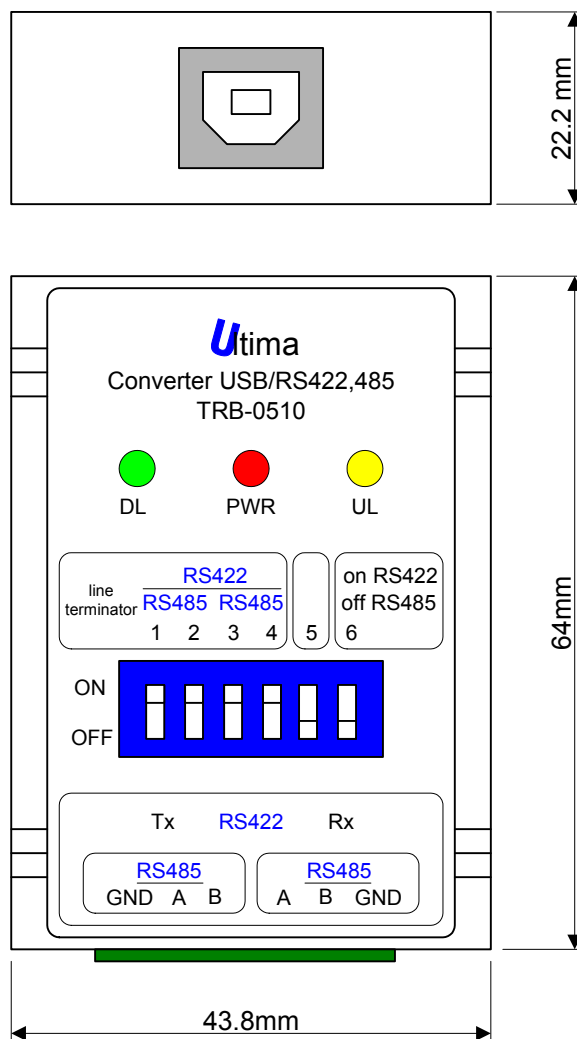 22.2 mm
Ultima
Converter USB/RS422,485
TRB-0510
DL PWR UL
line terminator
RS422
RS485 RS485
1 2 3 4
5
on RS422
off RS485
6
ON
OFF
64mm
Tx RS422 Rx
RS485
GND A B
RS485
A B GND
43.8mm